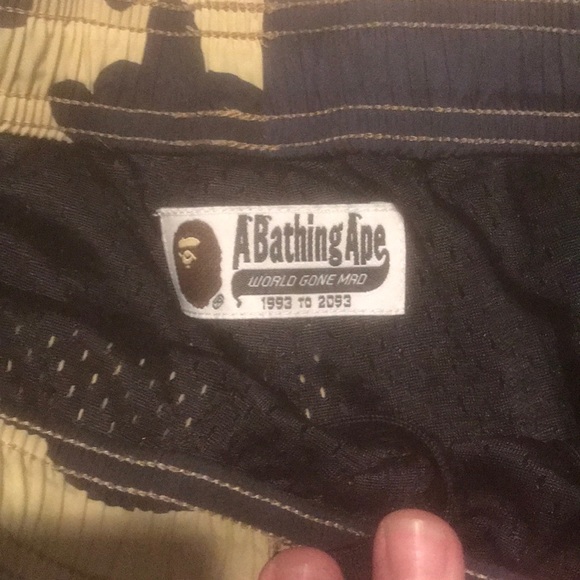 A Bathing Ape
WORLD GONE MAD
1993 TO 2093